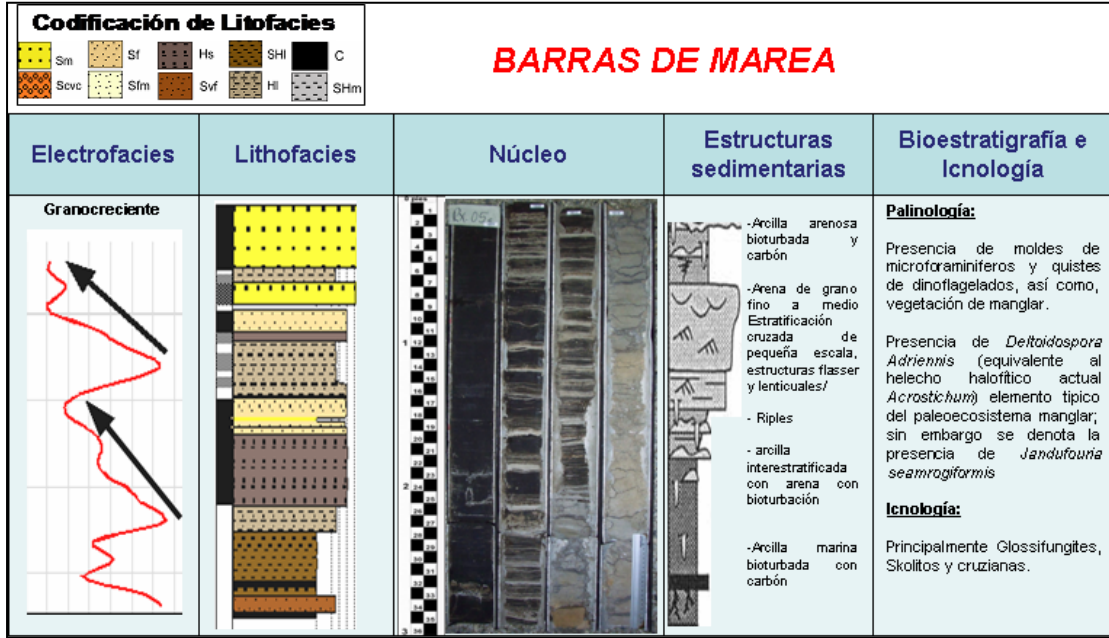 Codificación de Litofacies
Sm Sf Hs SHl C
Scvc Sfm Svf Hl SHm
BARRAS DE MAREA
Electrofacies
Lithofacies
Núcleo
Estructuras
sedimentarias
Bioestratigrafía e
Icnología
Granocreciente
-Arcilla arenosa
bioturbada y
carbón
-Arena de grano
fino a medio
Estratificación
cruzada de
pequeña escala,
estructuras flasser
y lenticuales/
- Riples
- arcilla
interestratificada
con arena con
bioturbación
-Arcilla marina
bioturbada con
carbón
Palinología:
Presencia de moldes de
microforaminiferos y quistes
de dinoflagelados, así como,
vegetación de manglar.
Presencia de Deltoidospora
Adriennis (equivalente al
helecho halofítico actual
Acrostichum) elemento tipico
del paleoecosistema manglar;
sin embargo se denota la
presencia de Jandufouria
seamrogiformis
Icnología:
Principalmente Glossifungites,
Skolitos y cruzianas.